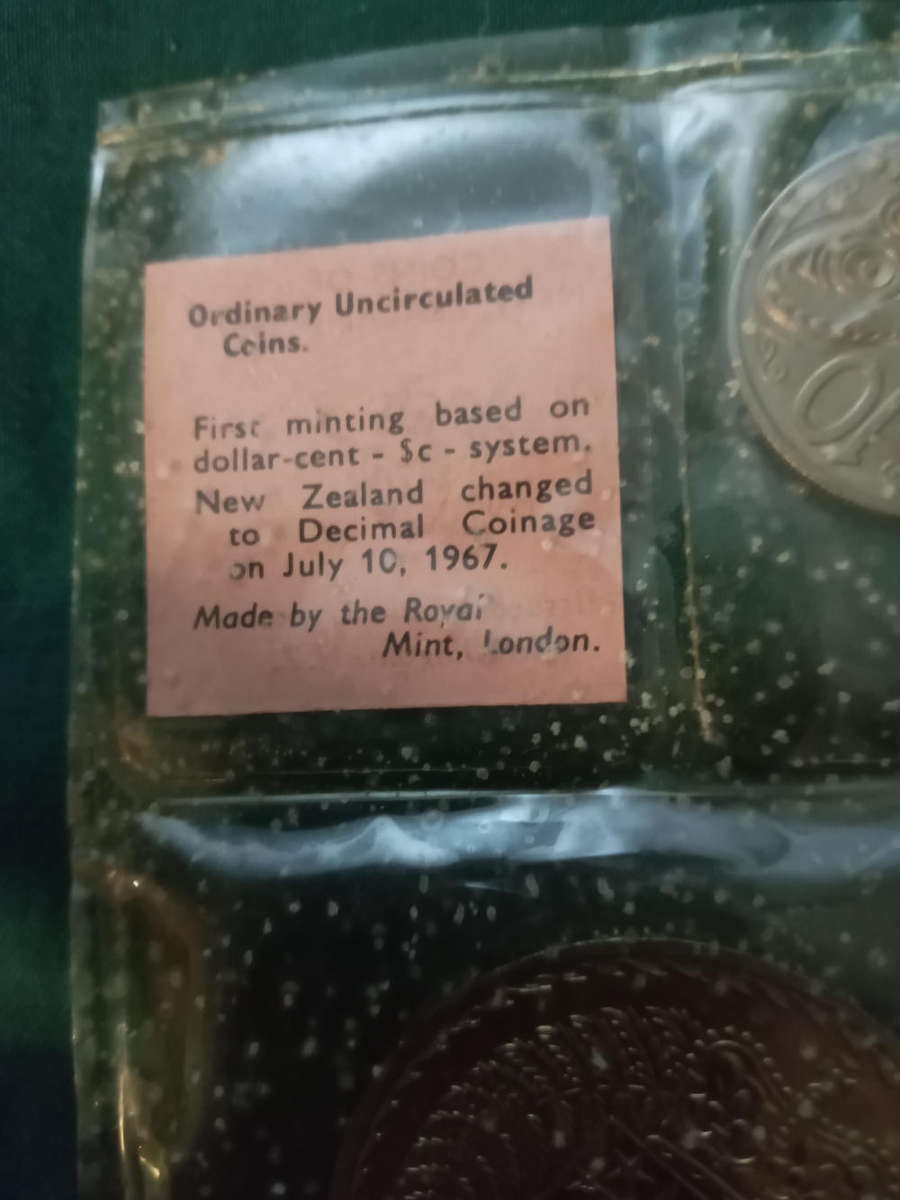 Ordinary Uncirculated
Coins.
First minting based on
dollar-cent - $c - system.
New Zealand changed
to Decimal Coinage
on July 10, 1967.
Made by the Royal
Mint, London.
10